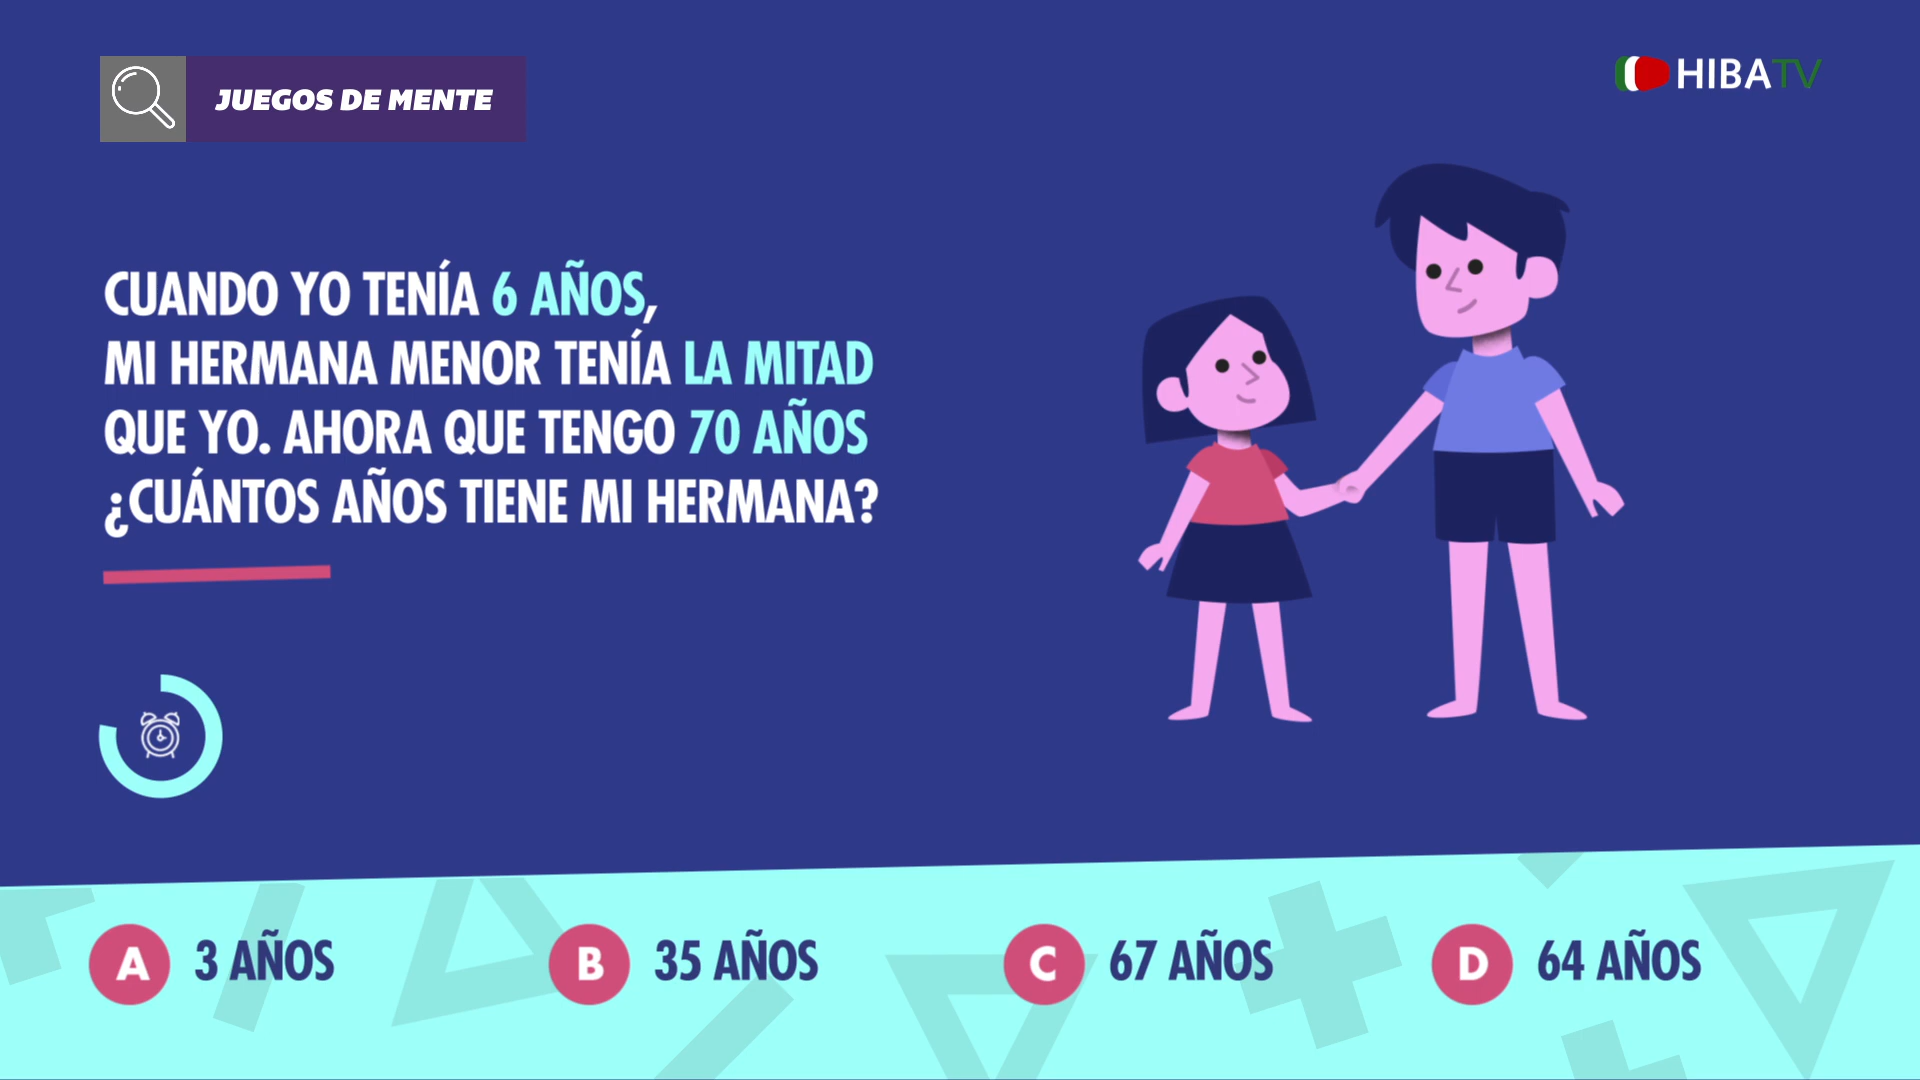 JUEGOS DE MENTE
HIBATV
CUANDO YO TENÍA 6 AÑOS,
MI HERMANA MENOR TENÍA LA MITAD
QUE YO. AHORA QUE TENGO 70 AÑOS
¿CUÁNTOS AÑOS TIENE MI HERMANA?
A 3 AÑOS
B 35 AÑOS
C 67 AÑOS
D 64 AÑOS